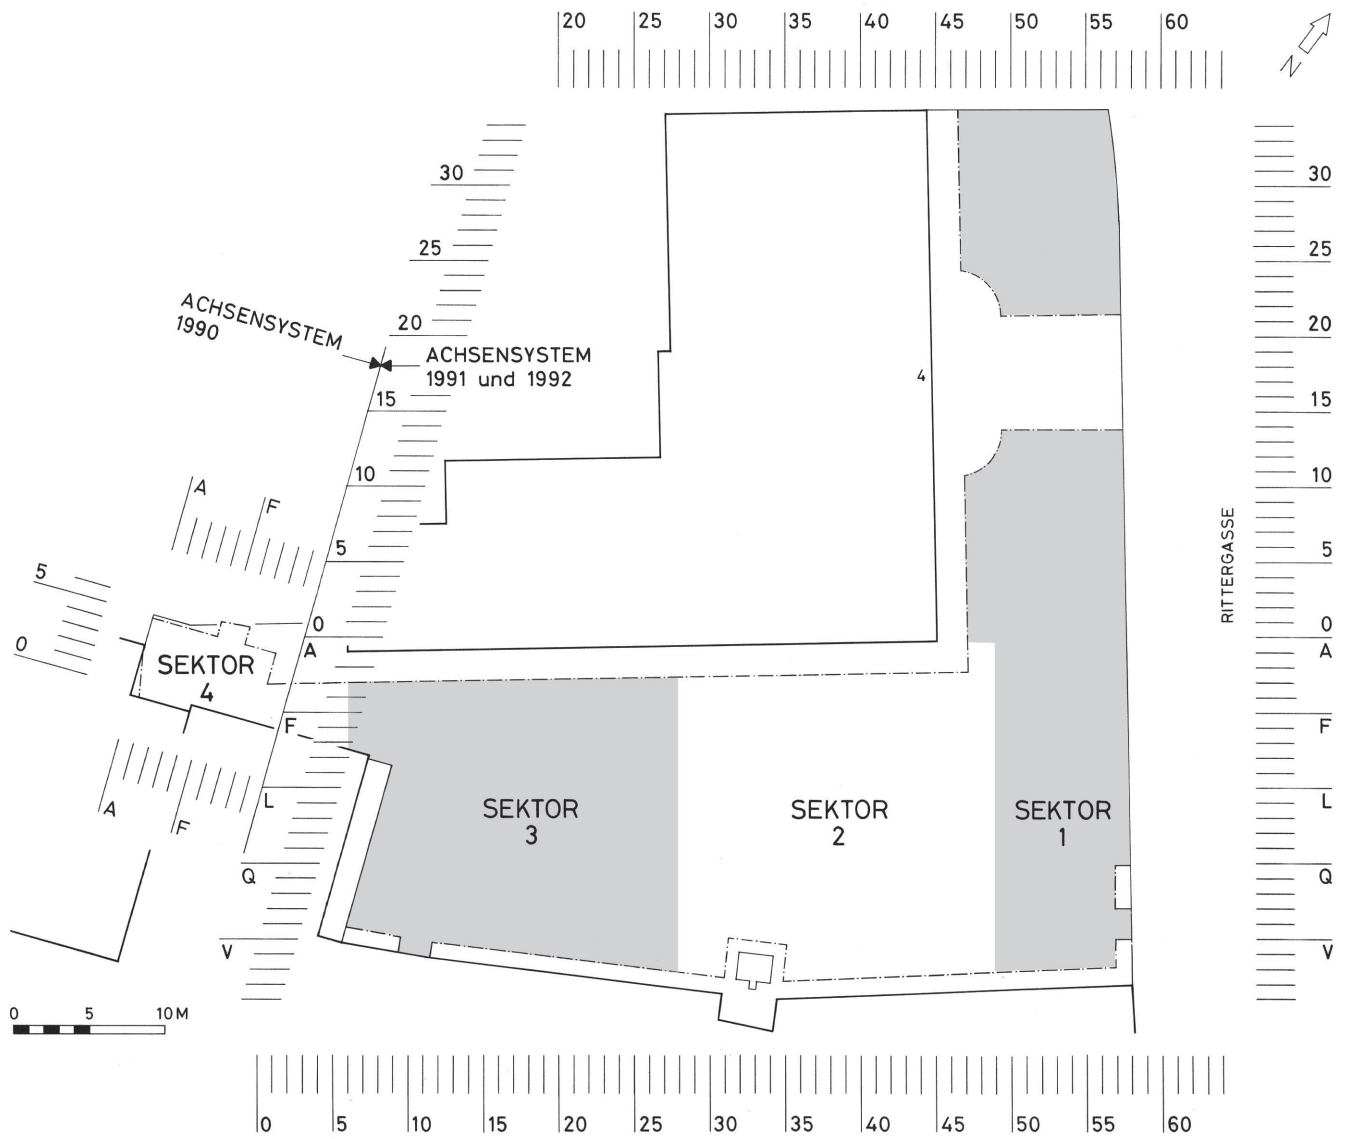 20 25 30 35 40 45 50 55 60
N
30
25
20
ACHSENSYSTEM
1990
ACHSENSYSTEM
1991 und 1992
15
10
5
0
A
F
L
Q
V
A
F
5
0
SEKTOR
4
A
F
4
30
25
20
15
10
5
0
A
F
L
Q
V
RITTERGASSE
SEKTOR
3
SEKTOR
2
SEKTOR
1
0 5 10 M
0 5 10 15 20 25 30 35 40 45 50 55 60